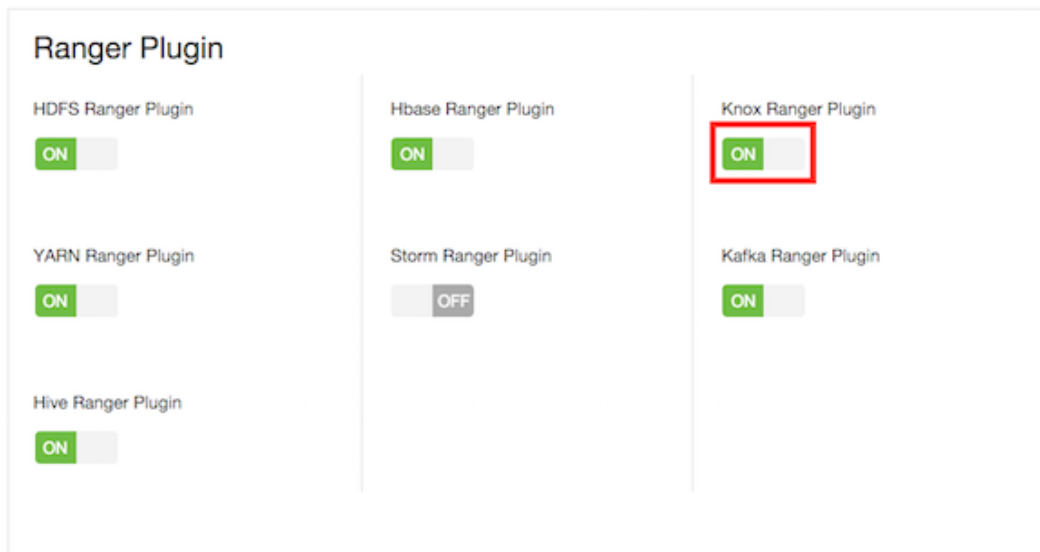 Ranger Plugin
HDFS Ranger Plugin
ON
Hbase Ranger Plugin
ON
Knox Ranger Plugin
ON
YARN Ranger Plugin
ON
Storm Ranger Plugin
OFF
Kafka Ranger Plugin
ON
Hive Ranger Plugin
ON